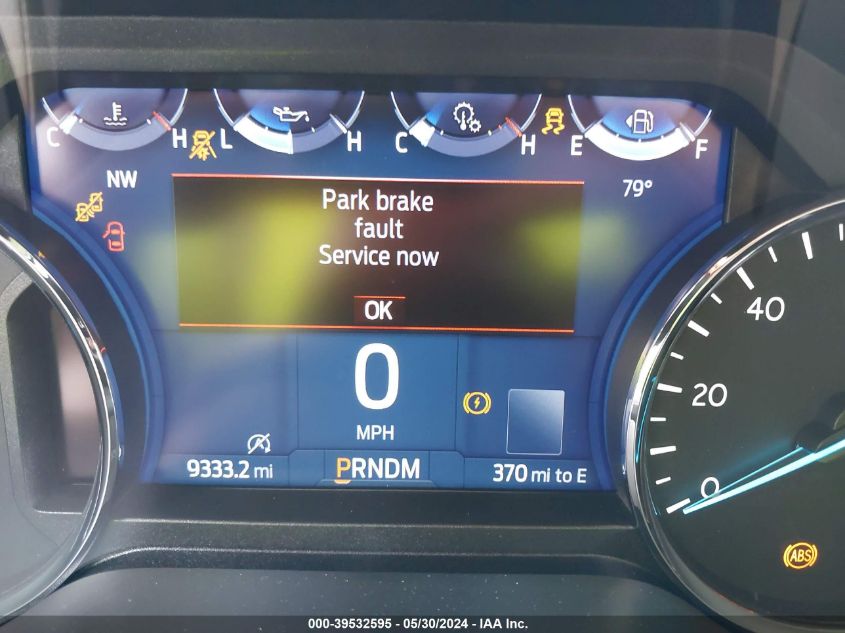 C H L H C H E F
NW
79°
Park brake
fault
Service now
OK
0
MPH
9333.2 mi
PRNDM
370 mi to E
40
20
0
ABS
000-39532595 - 05/30/2024 - IAA Inc.